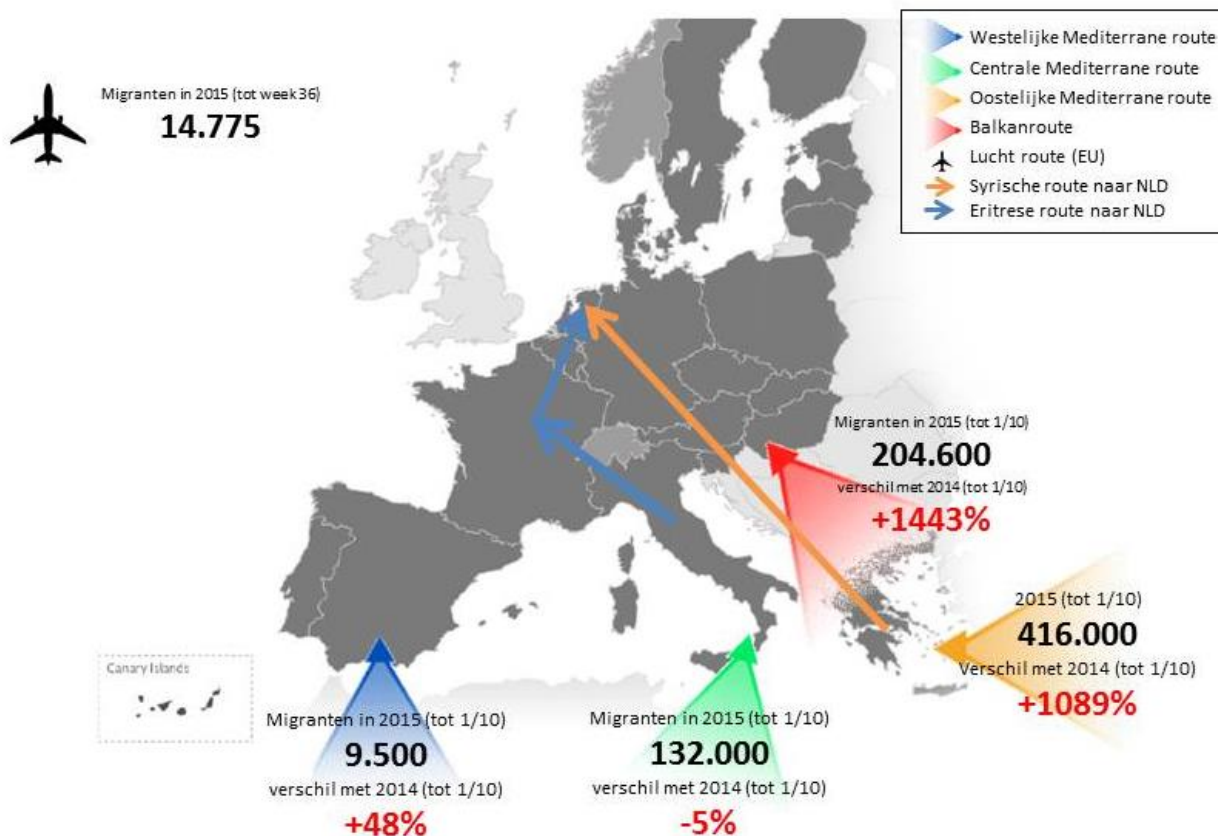 Migranten in 2015 (tot week 36)
14.775
Westelijke Mediterrane route
Centrale Mediterrane route
Oostelijke Mediterrane route
Balkanroute
Lucht route (EU)
Syrische route naar NLD
Eritrese route naar NLD
Migranten in 2015 (tot 1/10)
204.600
verschil met 2014 (tot 1/10)
+1443%
2015 (tot 1/10)
416.000
Verschil met 2014 (tot 1/10)
+1089%
Canary Islands
Migranten in 2015 (tot 1/10)
9.500
verschil met 2014 (tot 1/10)
+48%
Migranten in 2015 (tot 1/10)
132.000
verschil met 2014 (tot 1/10)
-5%